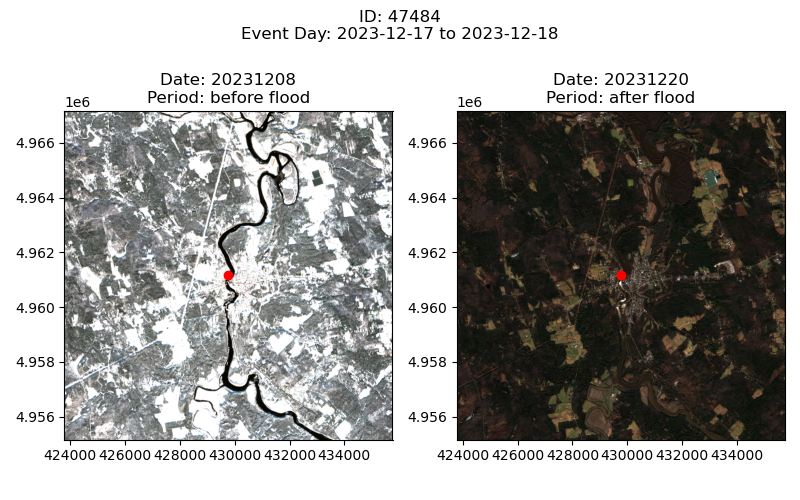 ID: 47484
Event Day: 2023-12-17 to 2023-12-18
Date: 20231208
Period: before flood
1e6
4.966
4.964
4.962
4.960
4.958
4.956
424000 426000 428000 430000 432000 434000
Date: 20231220
Period: after flood
1e6
4.966
4.964
4.962
4.960
4.958
4.956
424000 426000 428000 430000 432000 434000